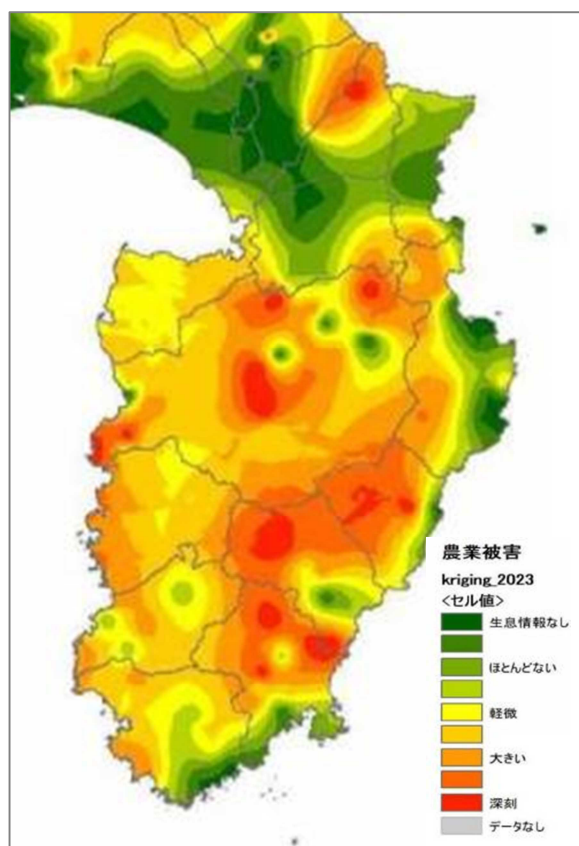 農業被害
kriging_2023
<セル値>
生息情報なし
ほとんどない
軽微
大きい
深刻
データなし